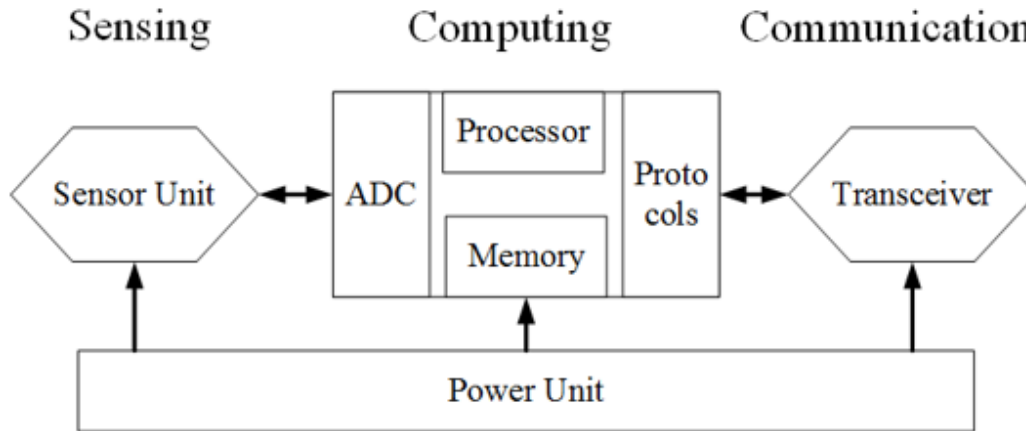 Sensing
Computing
Communication
Sensor Unit
ADC
Processor
Memory
Proto
cols
Transceiver
Power Unit